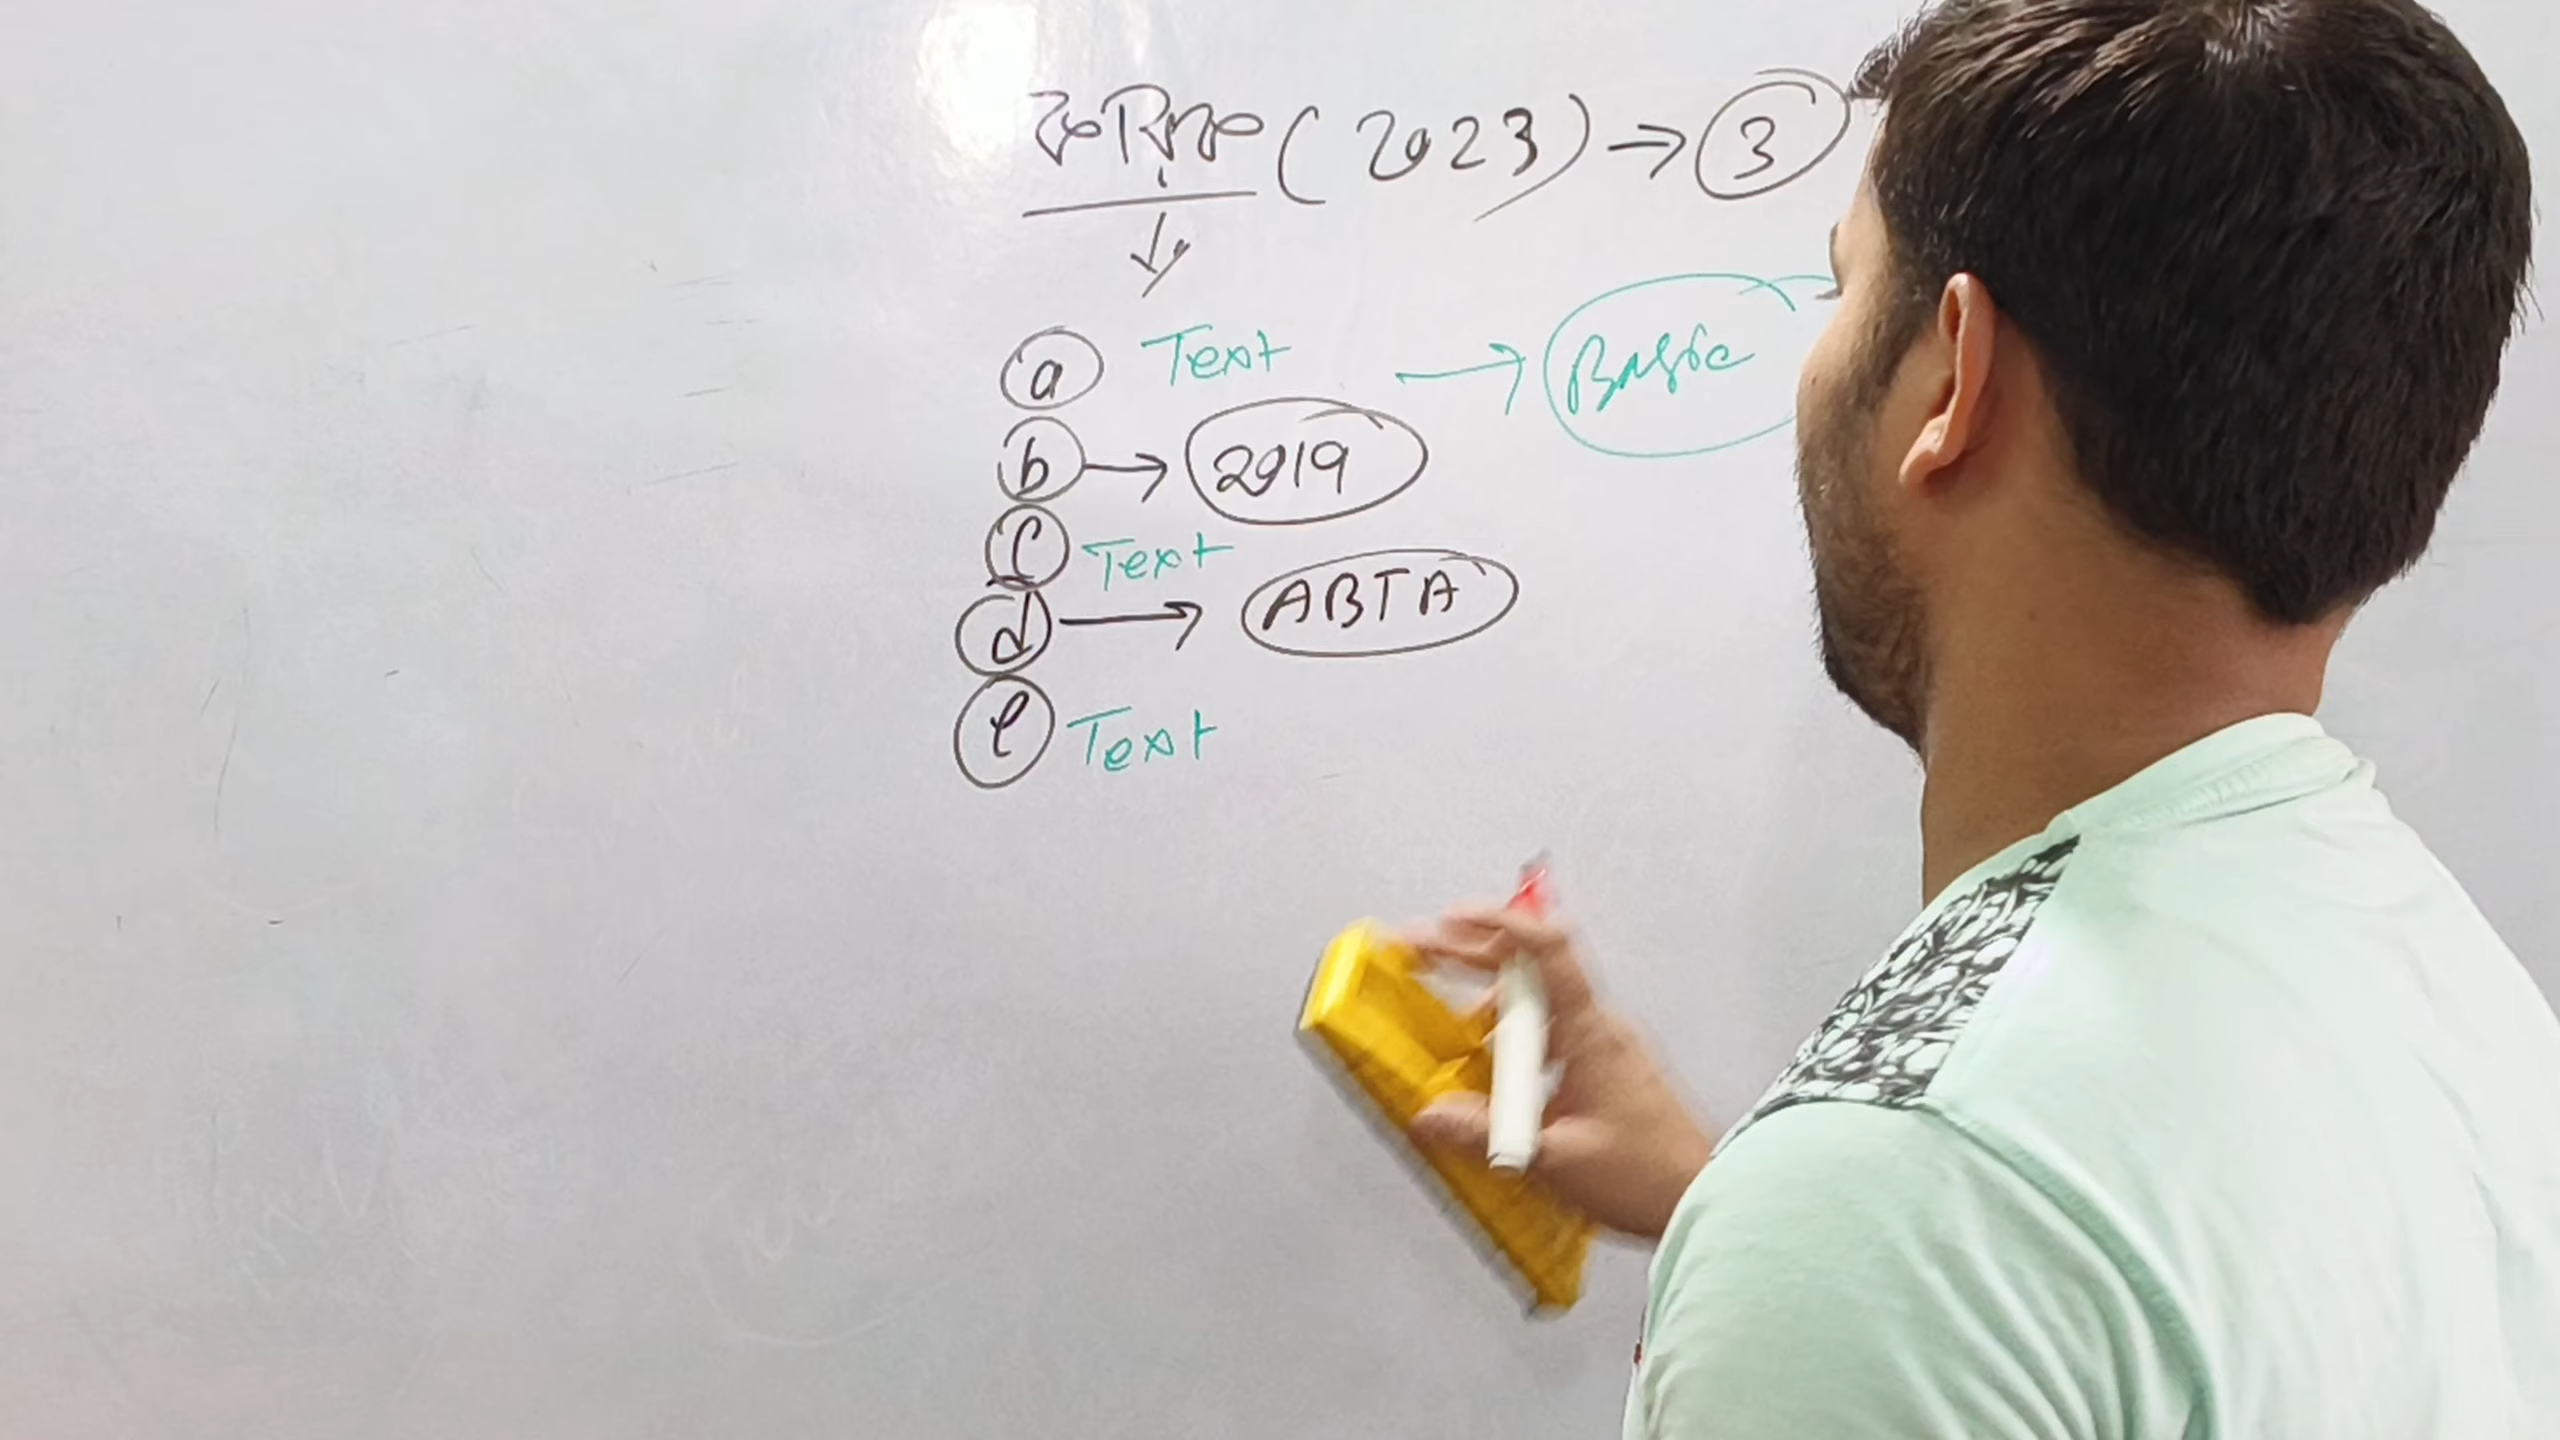 (2023) → 3
a Text → Basic
b → 2019
c Text
d → ABTA
e Text